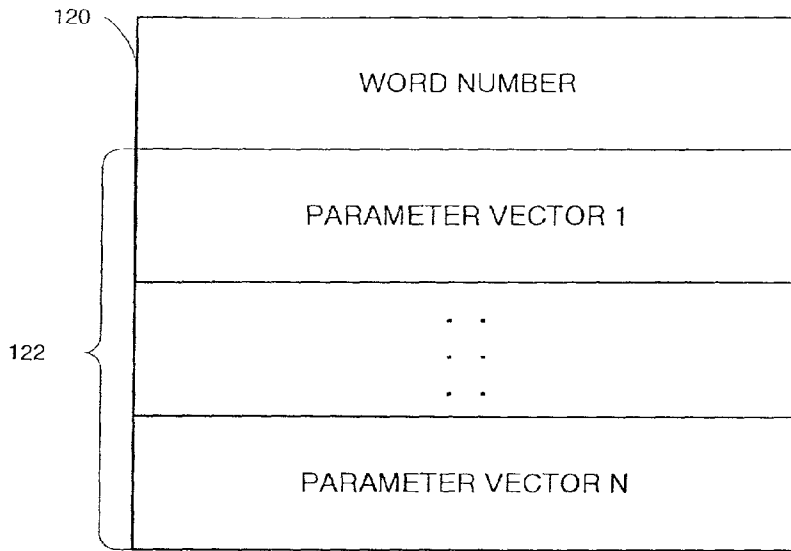 120
WORD NUMBER
PARAMETER VECTOR 1
122
PARAMETER VECTOR N